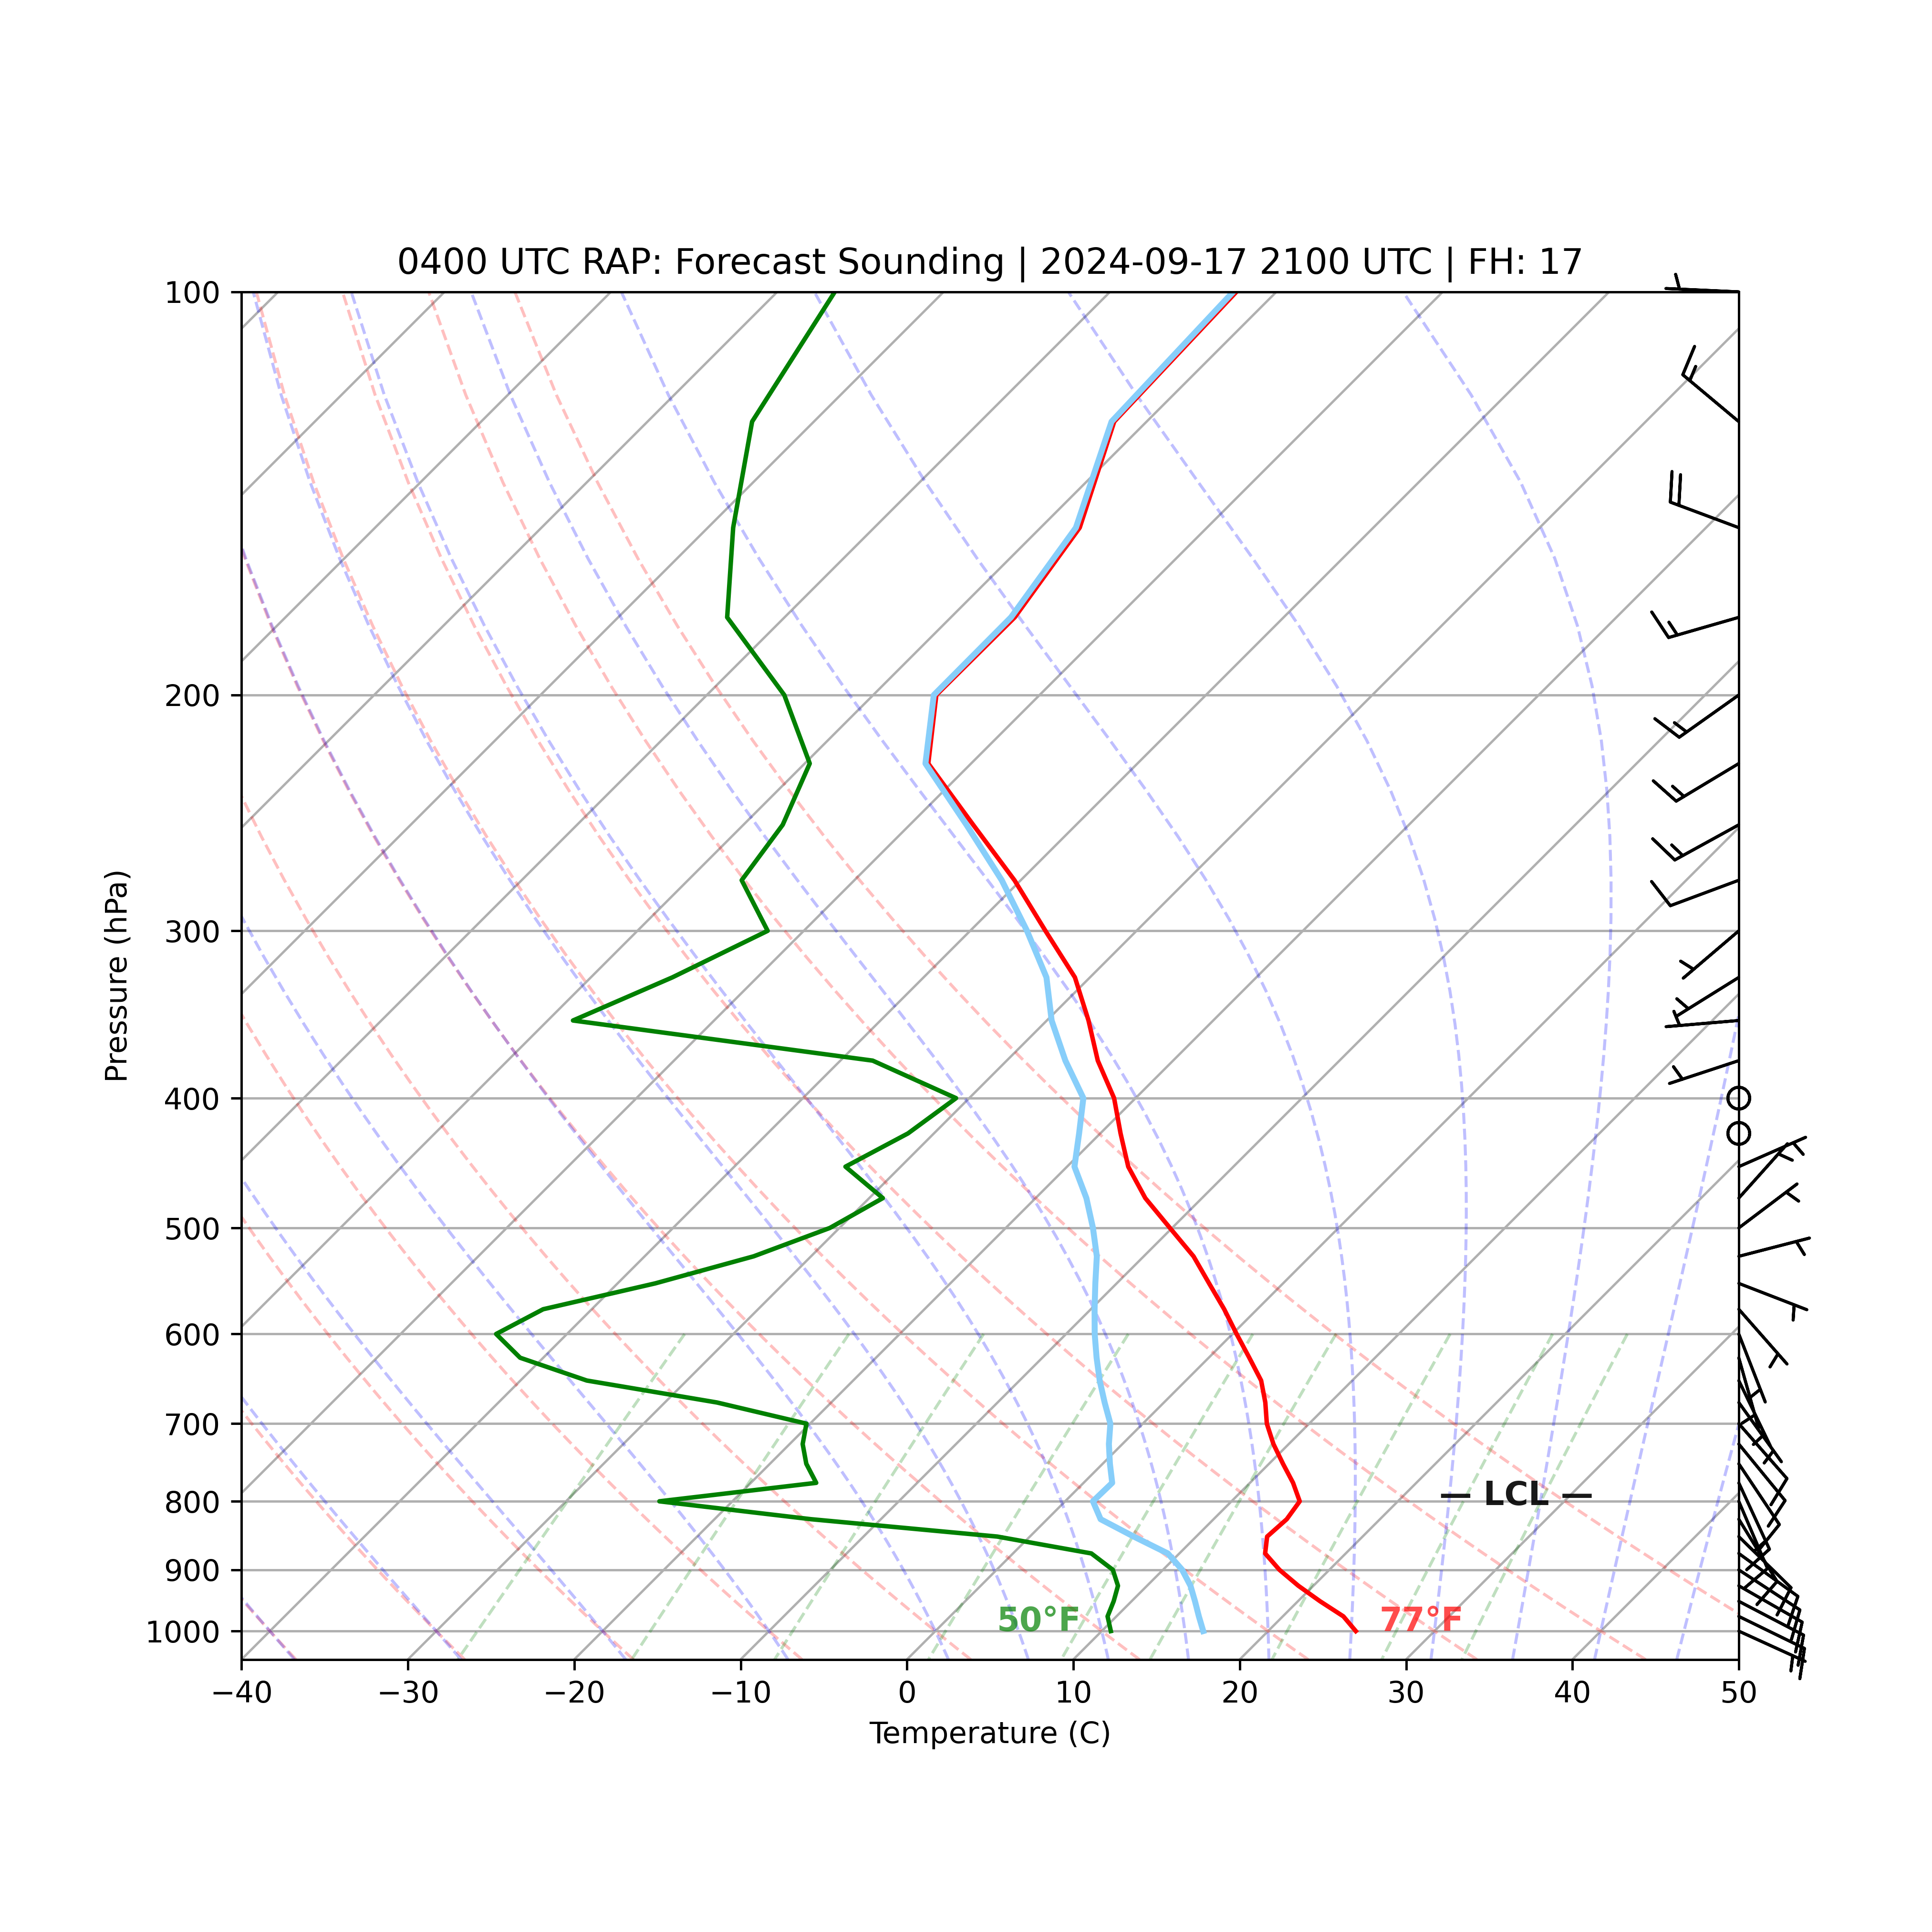 0400 UTC RAP: Forecast Sounding | 2024-09-17 2100 UTC | FH: 17
100
200
300
400
500
600
700
800
900
1000
Pressure (hPa)
— LCL —
50°F
77°F
−40 −30 −20 −10 0 10 20 30 40 50
Temperature (C)